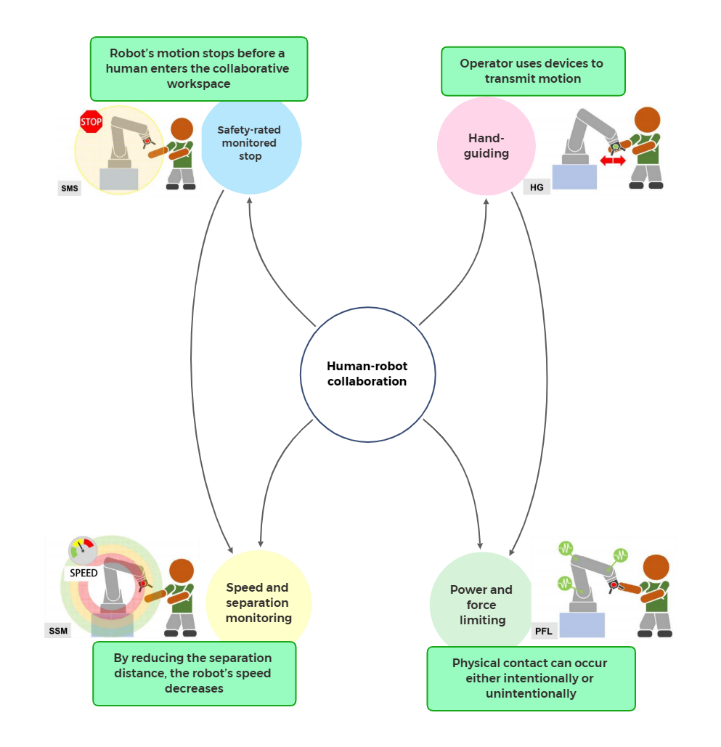 Robot's motion stops before a
human enters the collaborative
workspace
Operator uses devices to
transmit motion
STOP
Safety-rated
monitored
stop
SMS
Hand-
guiding
HG
Human-robot
collaboration
SPEED
SSM
Speed and
separation
monitoring
Power and
force
limiting
PFL
By reducing the separation
distance, the robot's speed
decreases
Physical contact can occur
either intentionally or
unintentionally